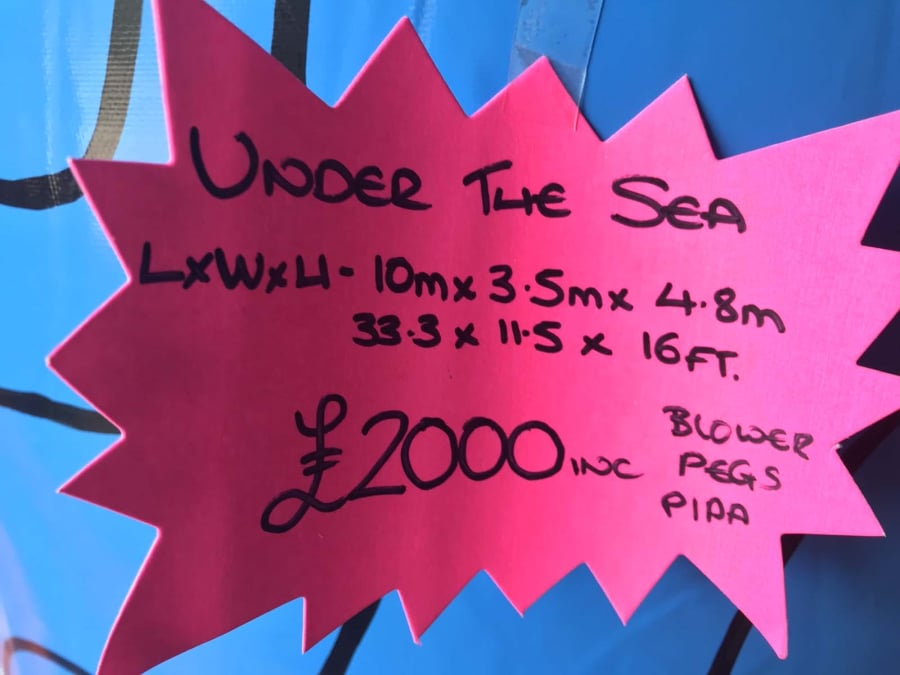 UNDER THE SEA
LxWxH - 10m x 3.5m x 4.8m
33.3 x 11.5 x 16FT.
£2000 INC
BLOWER
PEGS
PIPA